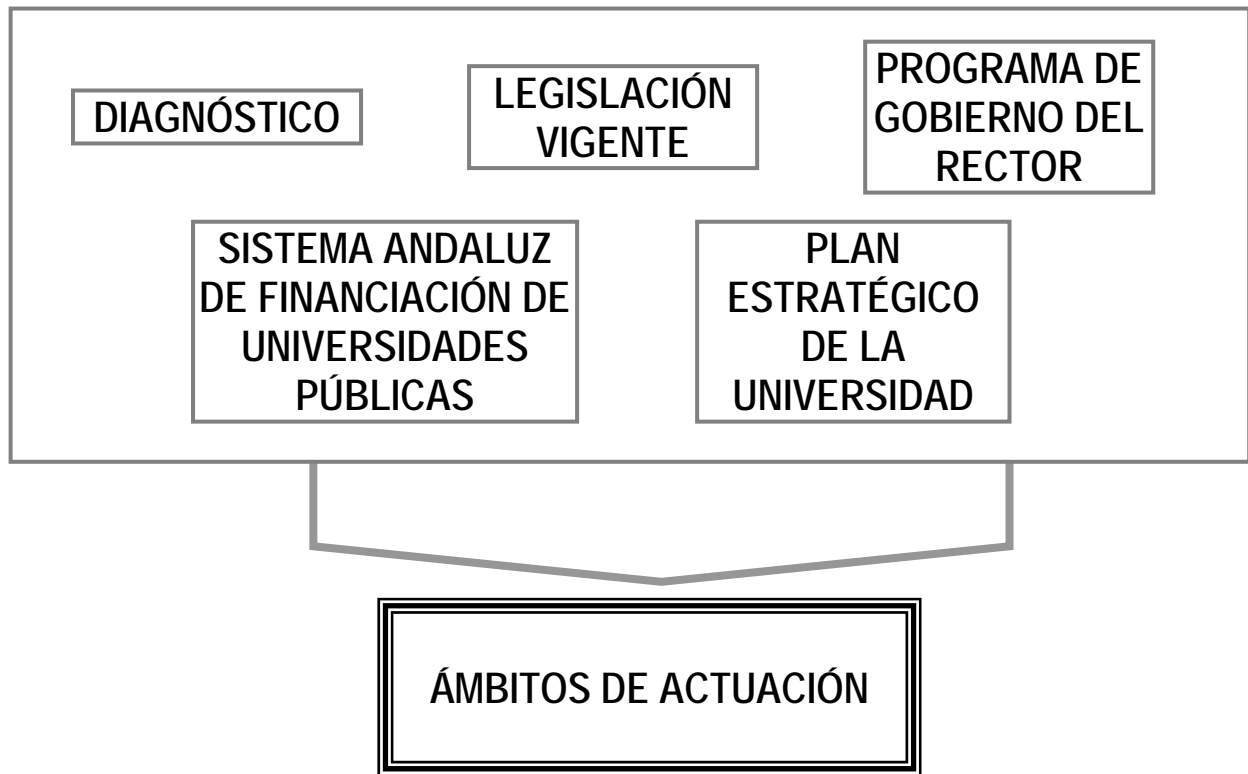 DIAGNÓSTICO
LEGISLACIÓN
VIGENTE
PROGRAMA DE
GOBIERNO DEL
RECTOR
SISTEMA ANDALUZ
DE FINANCIACIÓN DE
UNIVERSIDADES
PÚBLICAS
PLAN
ESTRATÉGICO
DE LA
UNIVERSIDAD
ÁMBITOS DE ACTUACIÓN